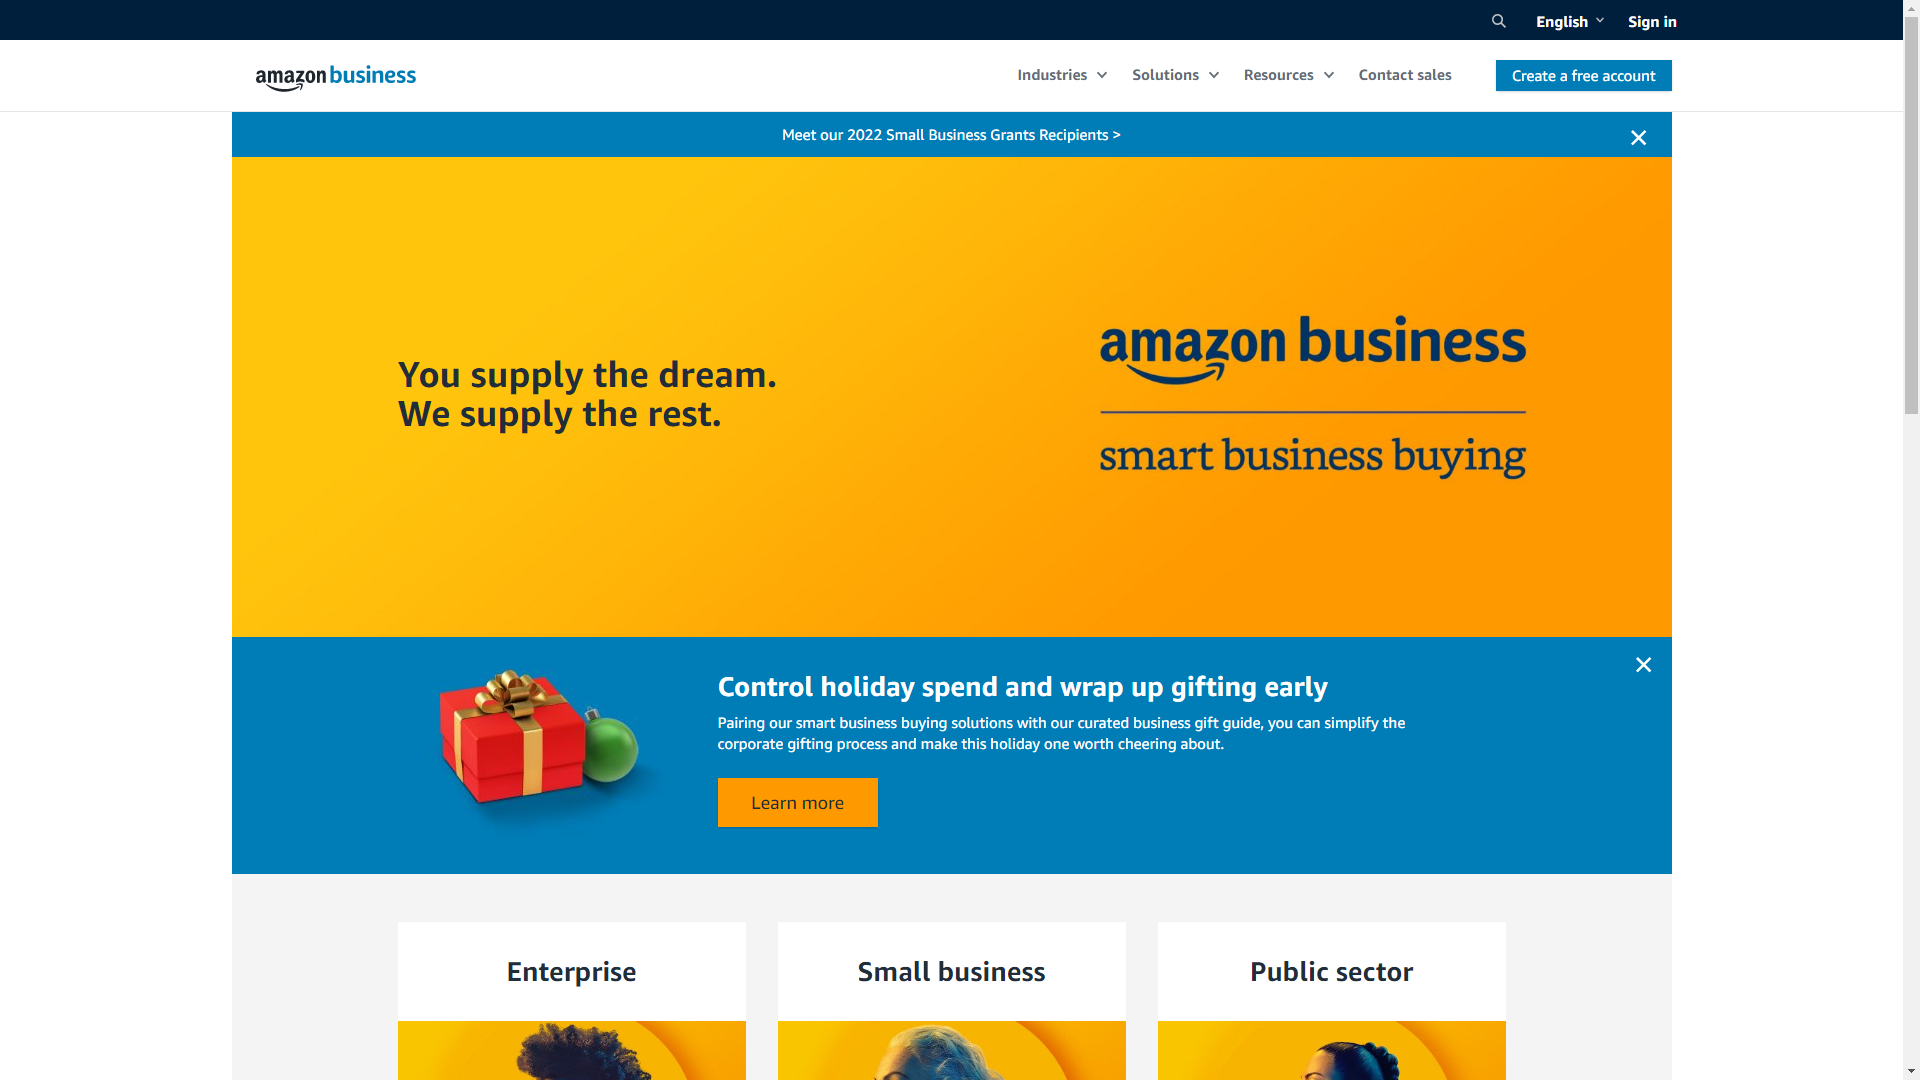 English
Sign in
amazon business
Industries
Solutions
Resources
Contact sales
Create a free account
Meet our 2022 Small Business Grants Recipients >
You supply the dream.
We supply the rest.
amazon business
smart business buying
Control holiday spend and wrap up gifting early
Pairing our smart business buying solutions with our curated business gift guide, you can simplify the
corporate gifting process and make this holiday one worth cheering about.
Learn more
Enterprise
Small business
Public sector